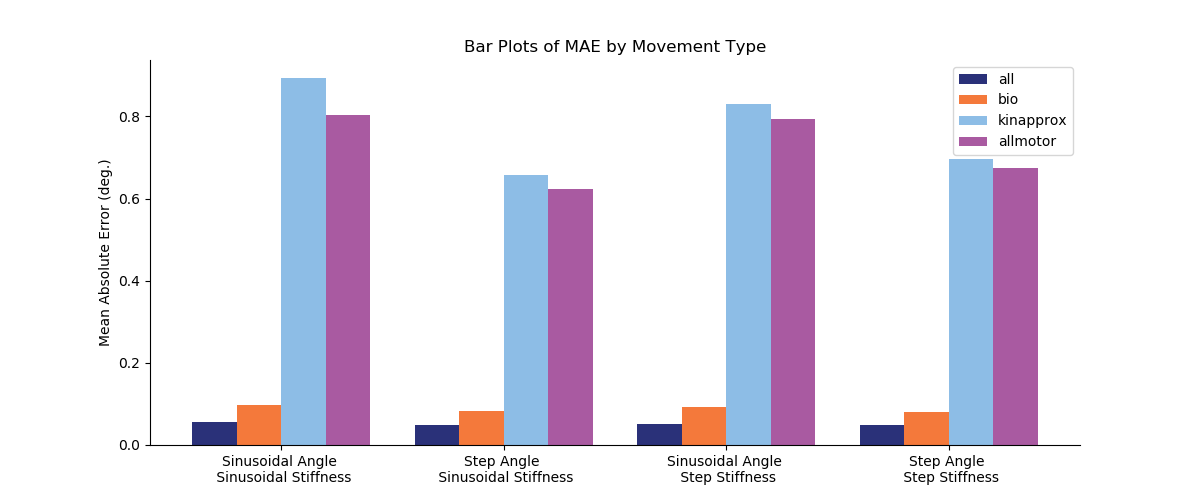 Bar Plots of MAE by Movement Type
all
bio
kinapprox
allmotor
Mean Absolute Error (deg.)
0.8
0.6
0.4
0.2
0.0
Sinusoidal Angle
Sinusoidal Stiffness
Step Angle
Sinusoidal Stiffness
Sinusoidal Angle
Step Stiffness
Step Angle
Step Stiffness